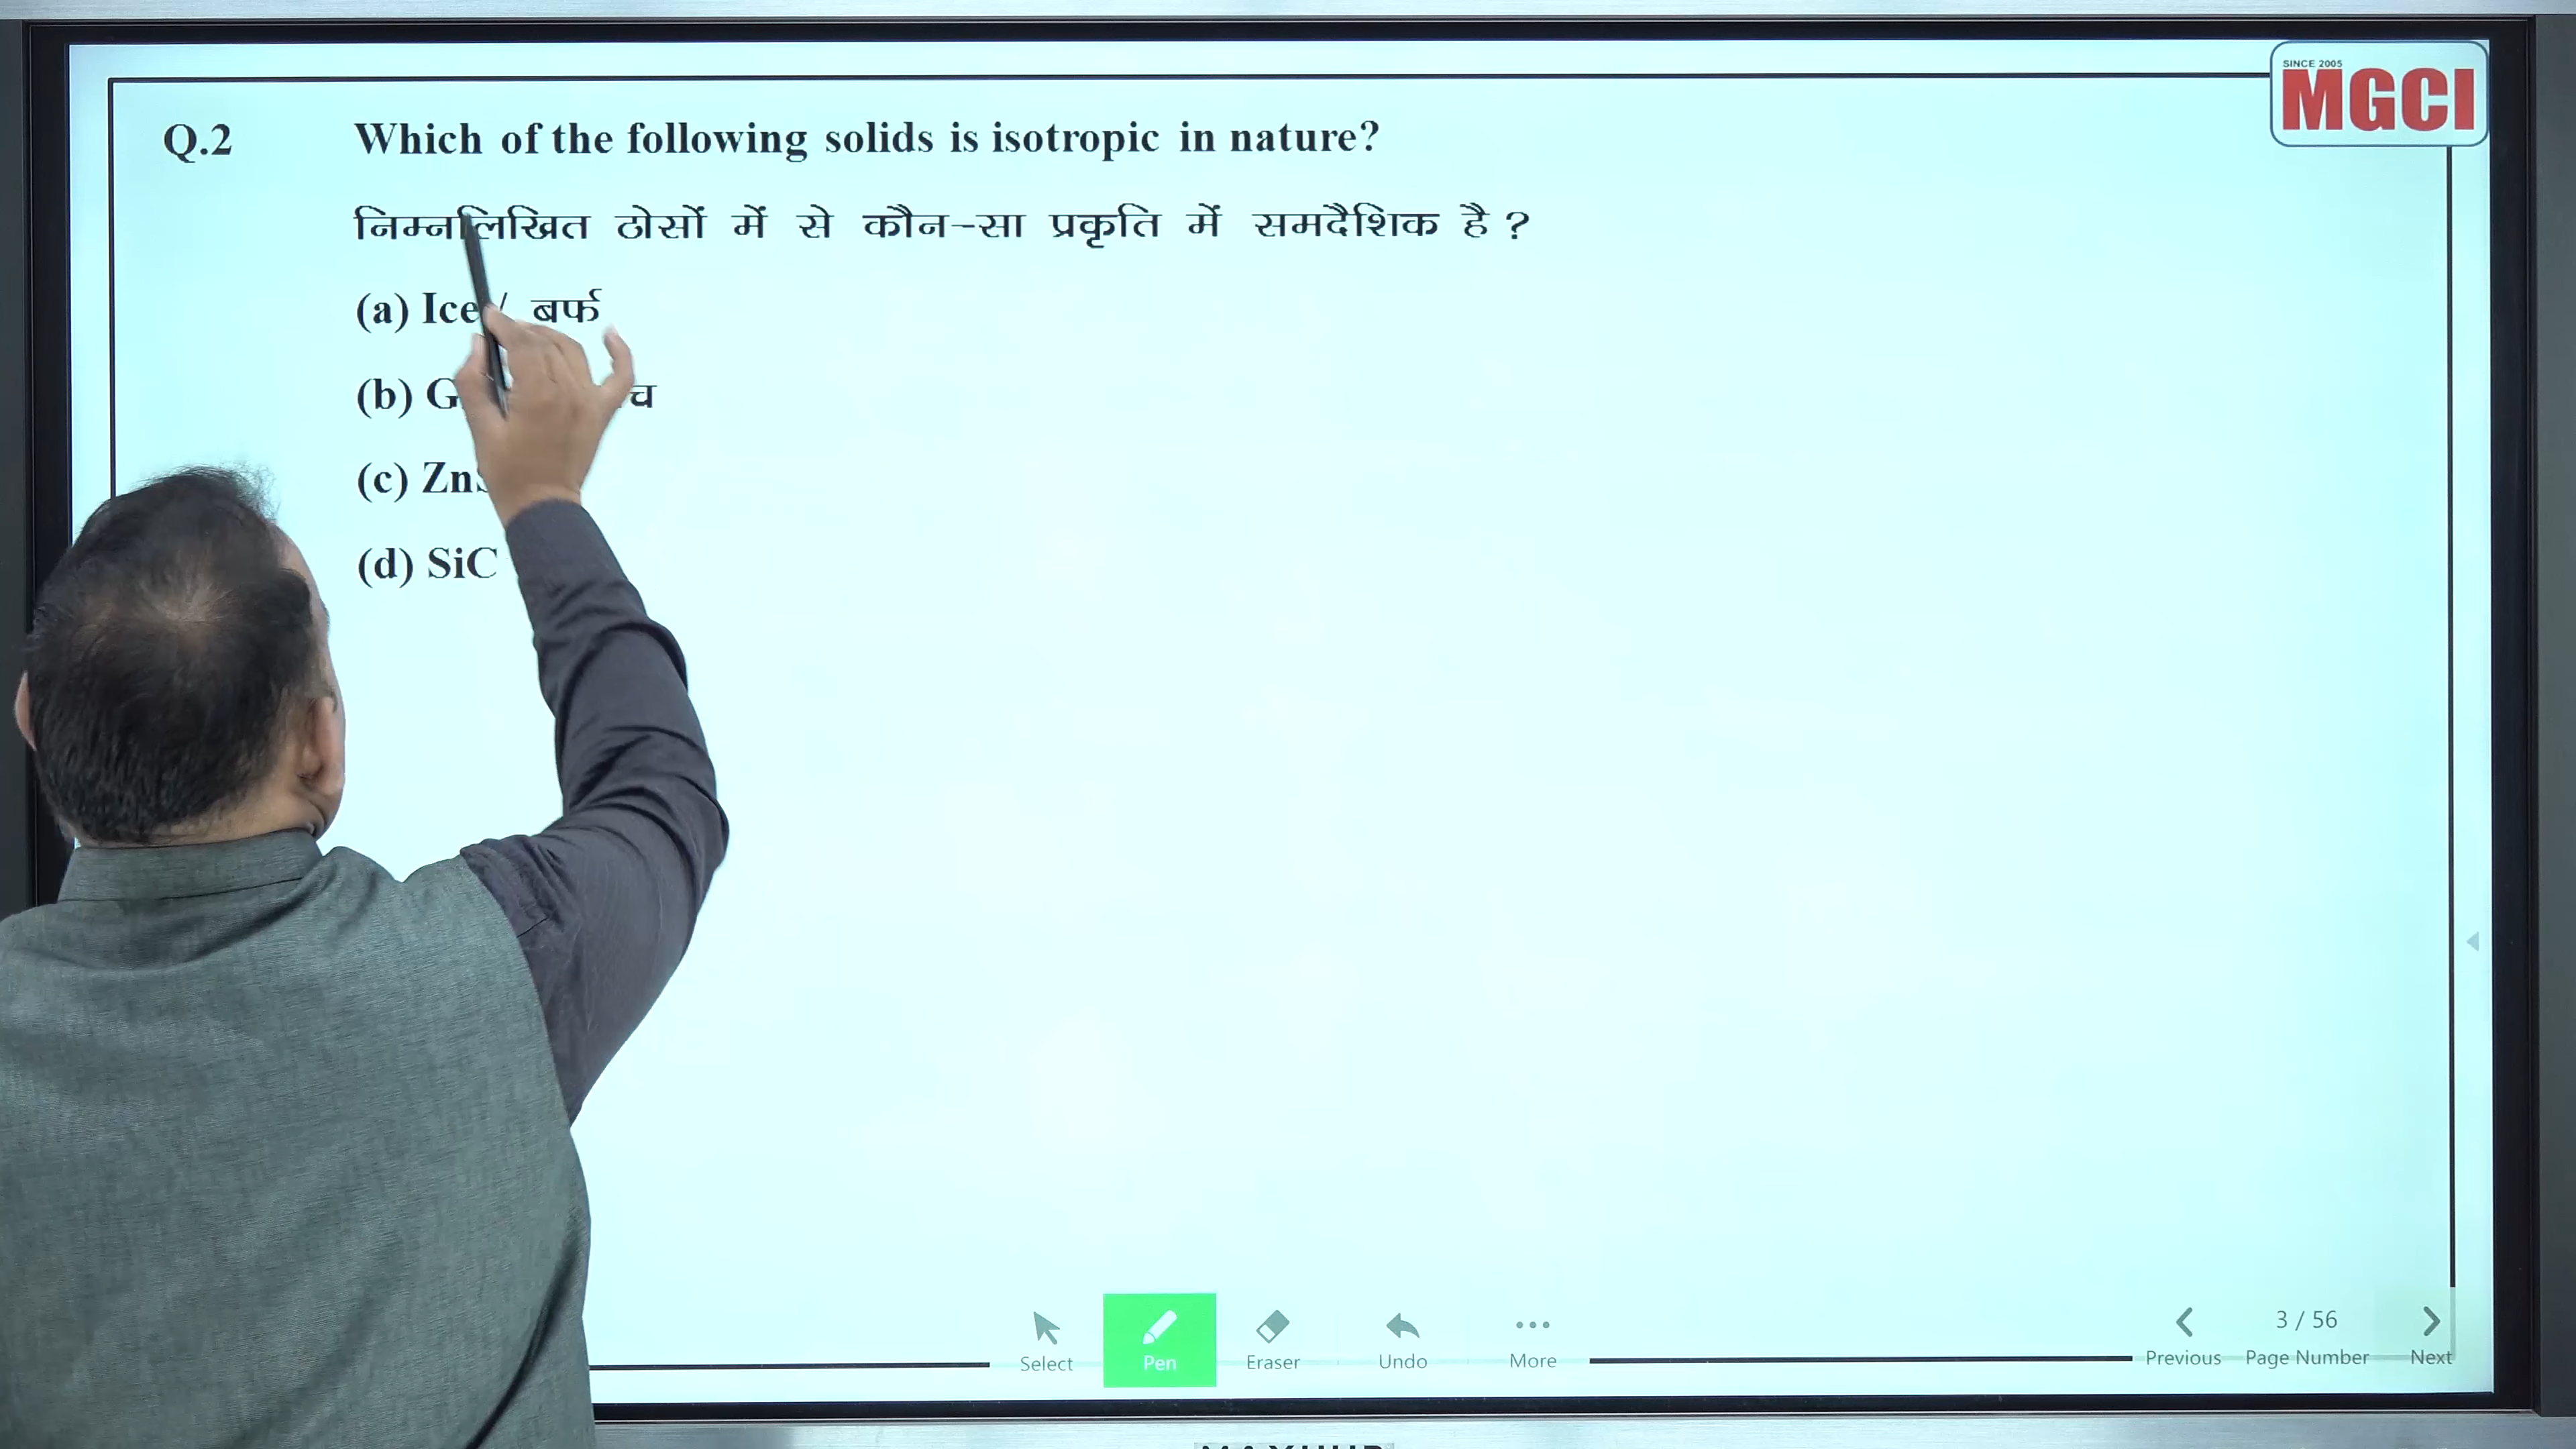 SINCE 2005
MGCI
Q.2 Which of the following solids is isotropic in nature?
निम्नलिखित ठोसों में से कौन-सा प्रकृति में समदैशिक है ?
(a) Ice / बर्फ
(b)
(c)
(d) SiC
Select Pen Eraser Undo More
3 / 56
Previous Page Number Next